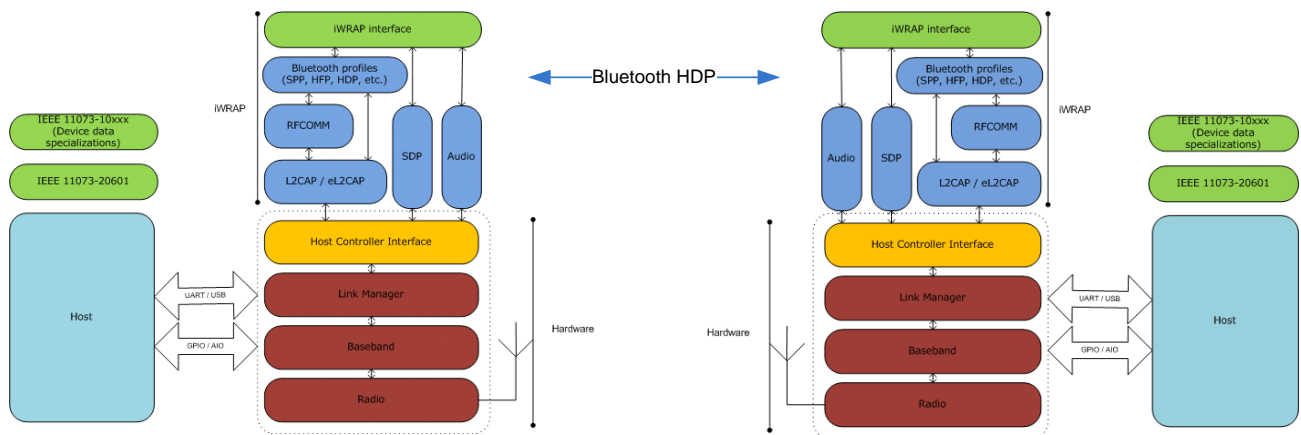 iWRAP interface
Bluetooth profiles
(SPP, HFP, HDP, etc.)
iWRAP
RFCOMM
SDP
Audio
L2CAP / eL2CAP
IEEE 11073-10xxx
(Device data
specializations)
IEEE 11073-20601
Host
UART / USB
GPIO / AIO
Host Controller Interface
Link Manager
Baseband
Radio
Hardware
Bluetooth HDP
iWRAP interface
Bluetooth profiles
(SPP, HFP, HDP, etc.)
iWRAP
RFCOMM
Audio
SDP
L2CAP / eL2CAP
Host Controller Interface
Link Manager
Baseband
Radio
Hardware
UART / USB
GPIO / AIO
IEEE 11073-10xxx
(Device data
specializations)
IEEE 11073-20601
Host